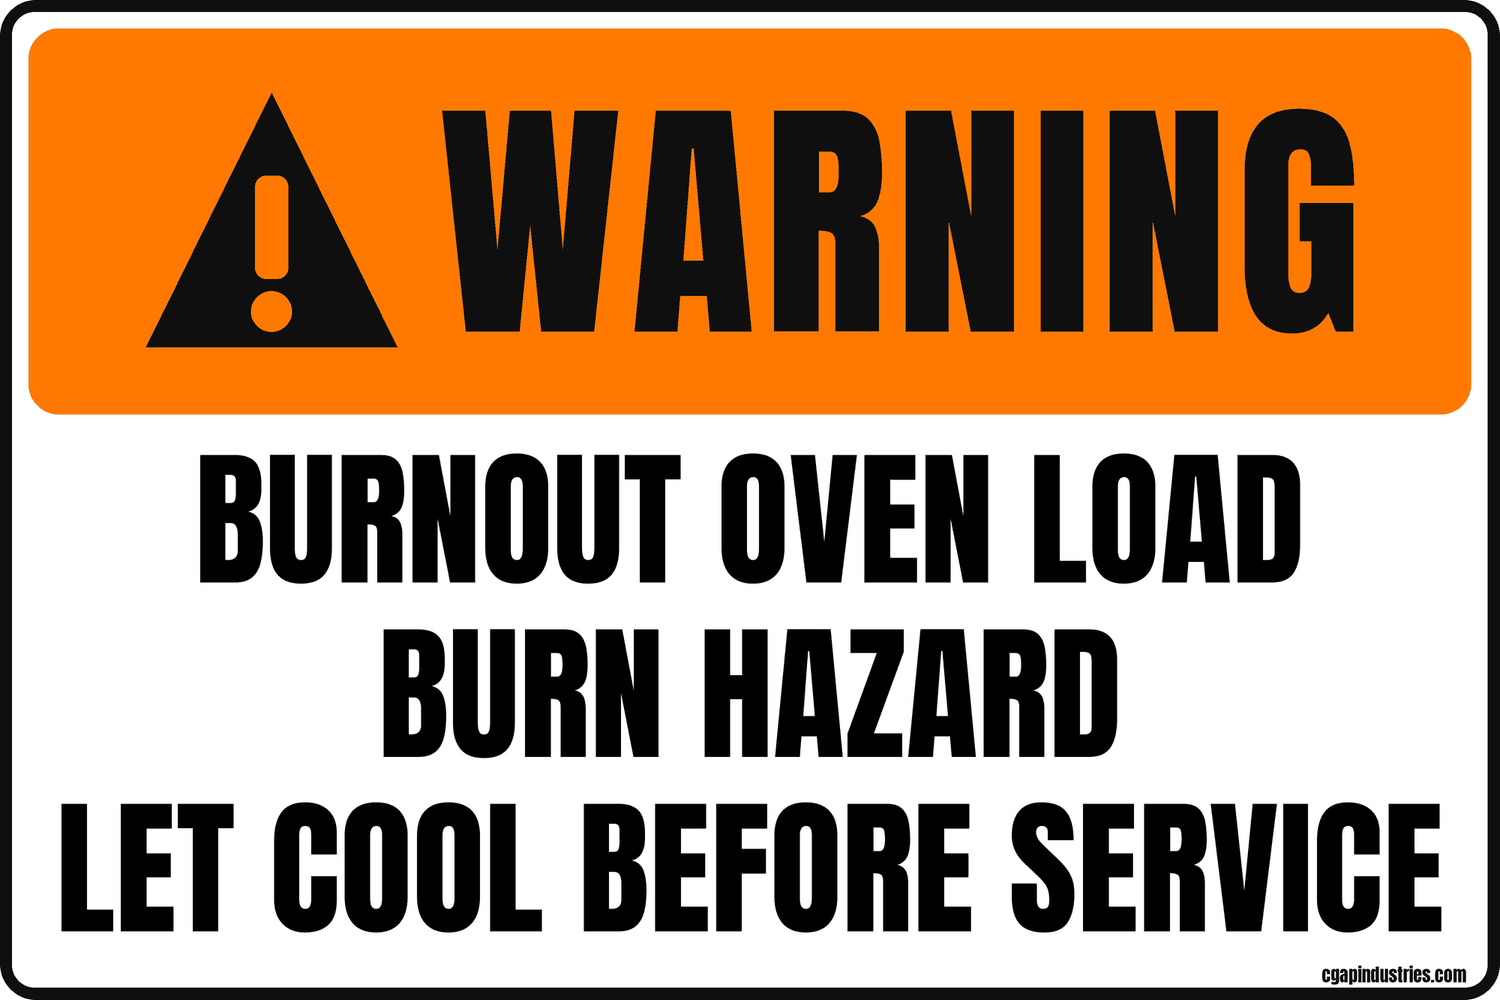 WARNING
BURNOUT OVEN LOAD
BURN HAZARD
LET COOL BEFORE SERVICE
cgapindustries.com